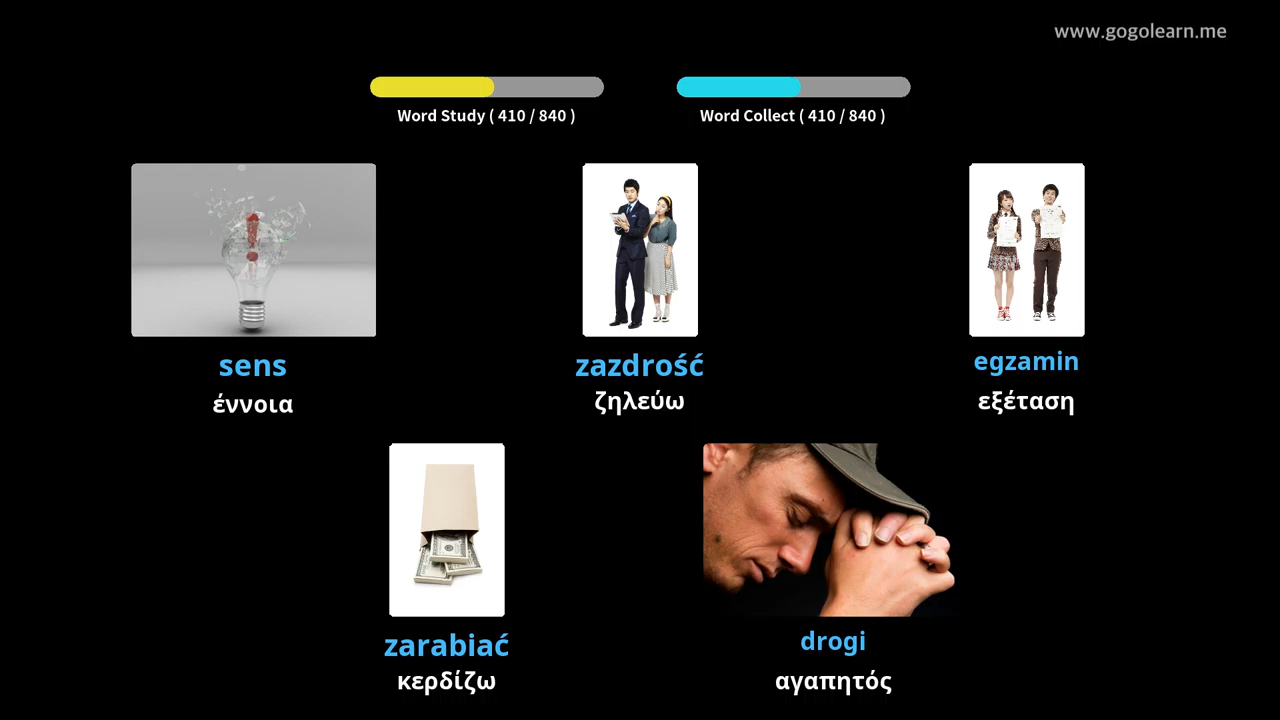 www.gogolearn.me
Word Study ( 410 / 840 )
Word Collect ( 410 / 840 )
sens
έννοια
zazdrość
ζηλεύω
egzamin
εξέταση
zarabiać
κερδίζω
drogi
αγαπητός